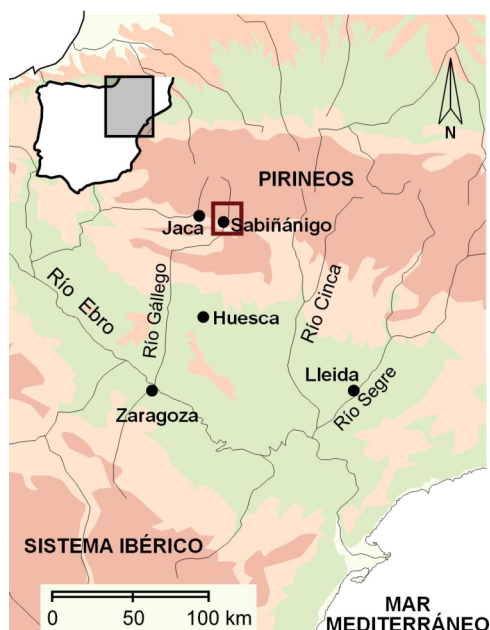 N
PIRINEOS
Jaca
Sabiñánigo
Río Ebro
Río Gállego
Río Cinca
Huesca
Lleida
Río Segre
Zaragoza
SISTEMA IBÉRICO
0 50 100 km
MAR
MEDITERRÁNEO